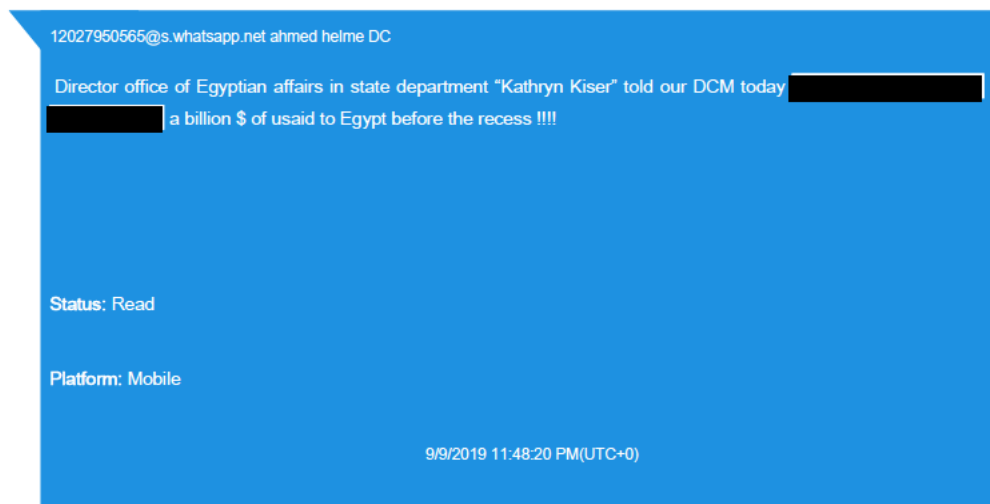 12027950565@s.whatsapp.net ahmed helme DC
Director office of Egyptian affairs in state department “Kathryn Kiser” told our DCM today
a billion $ of usaid to Egypt before the recess !!!!
Status: Read
Platform: Mobile
9/9/2019 11:48:20 PM(UTC+0)